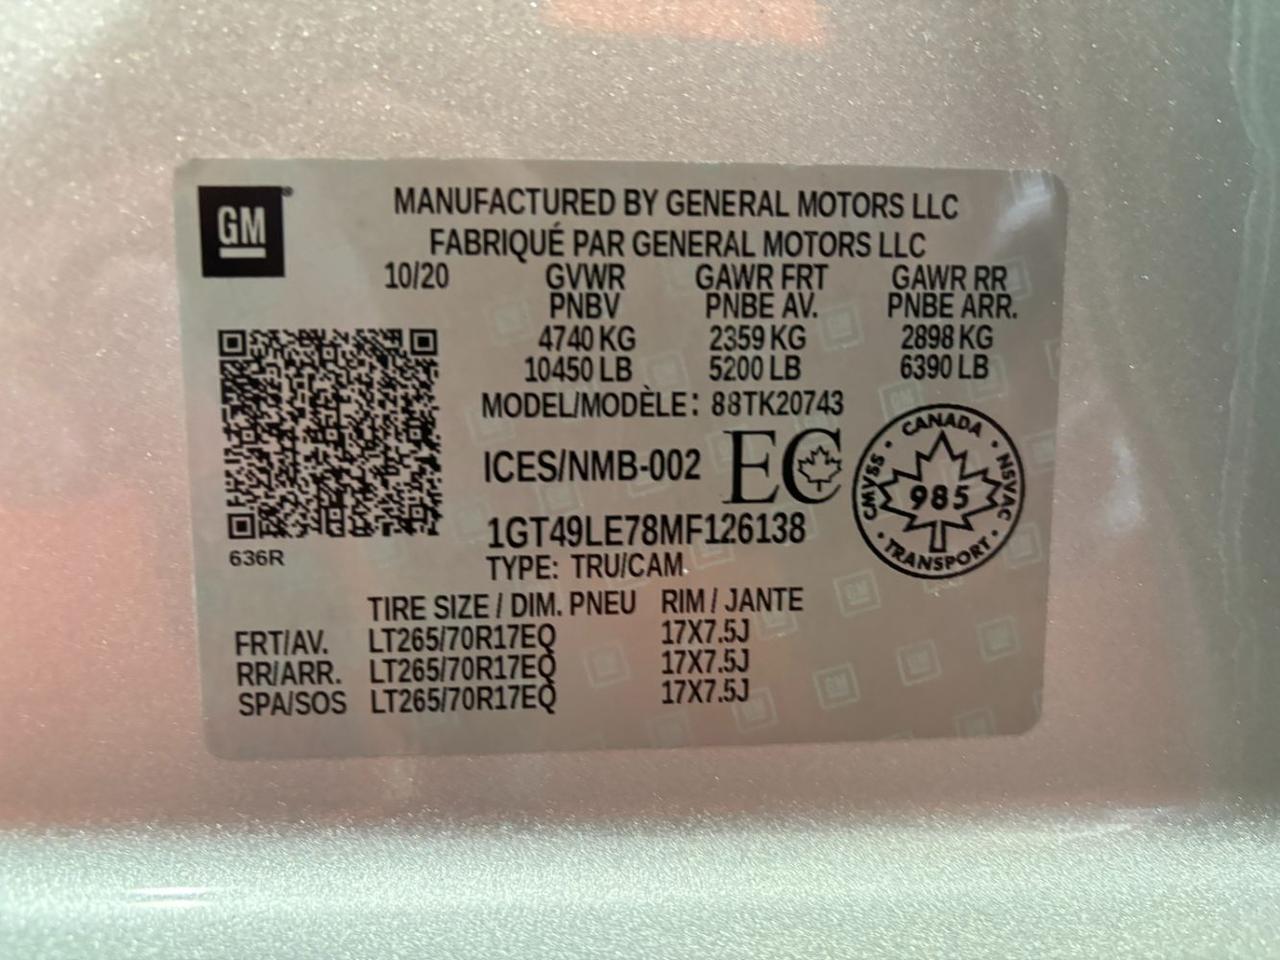 GM
MANUFACTURED BY GENERAL MOTORS LLC
FABRIQUÉ PAR GENERAL MOTORS LLC
10/20 GVWR GAWR FRT GAWR RR
PNBV PNBE AV. PNBE ARR.
4740 KG 2359 KG 2898 KG
10450 LB 5200 LB 6390 LB
MODEL/MODÈLE: 88TK20743
ICES/NMB-002 EC
CANADA
CMVSS 985 NSVAC
TRANSPORT
1GT49LE78MF126138
636R
TYPE: TRU/CAM
TIRE SIZE / DIM. PNEU RIM / JANTE
FRT/AV. LT265/70R17EQ 17X7.5J
RR/ARR. LT265/70R17EQ 17X7.5J
SPA/SOS LT265/70R17EQ 17X7.5J